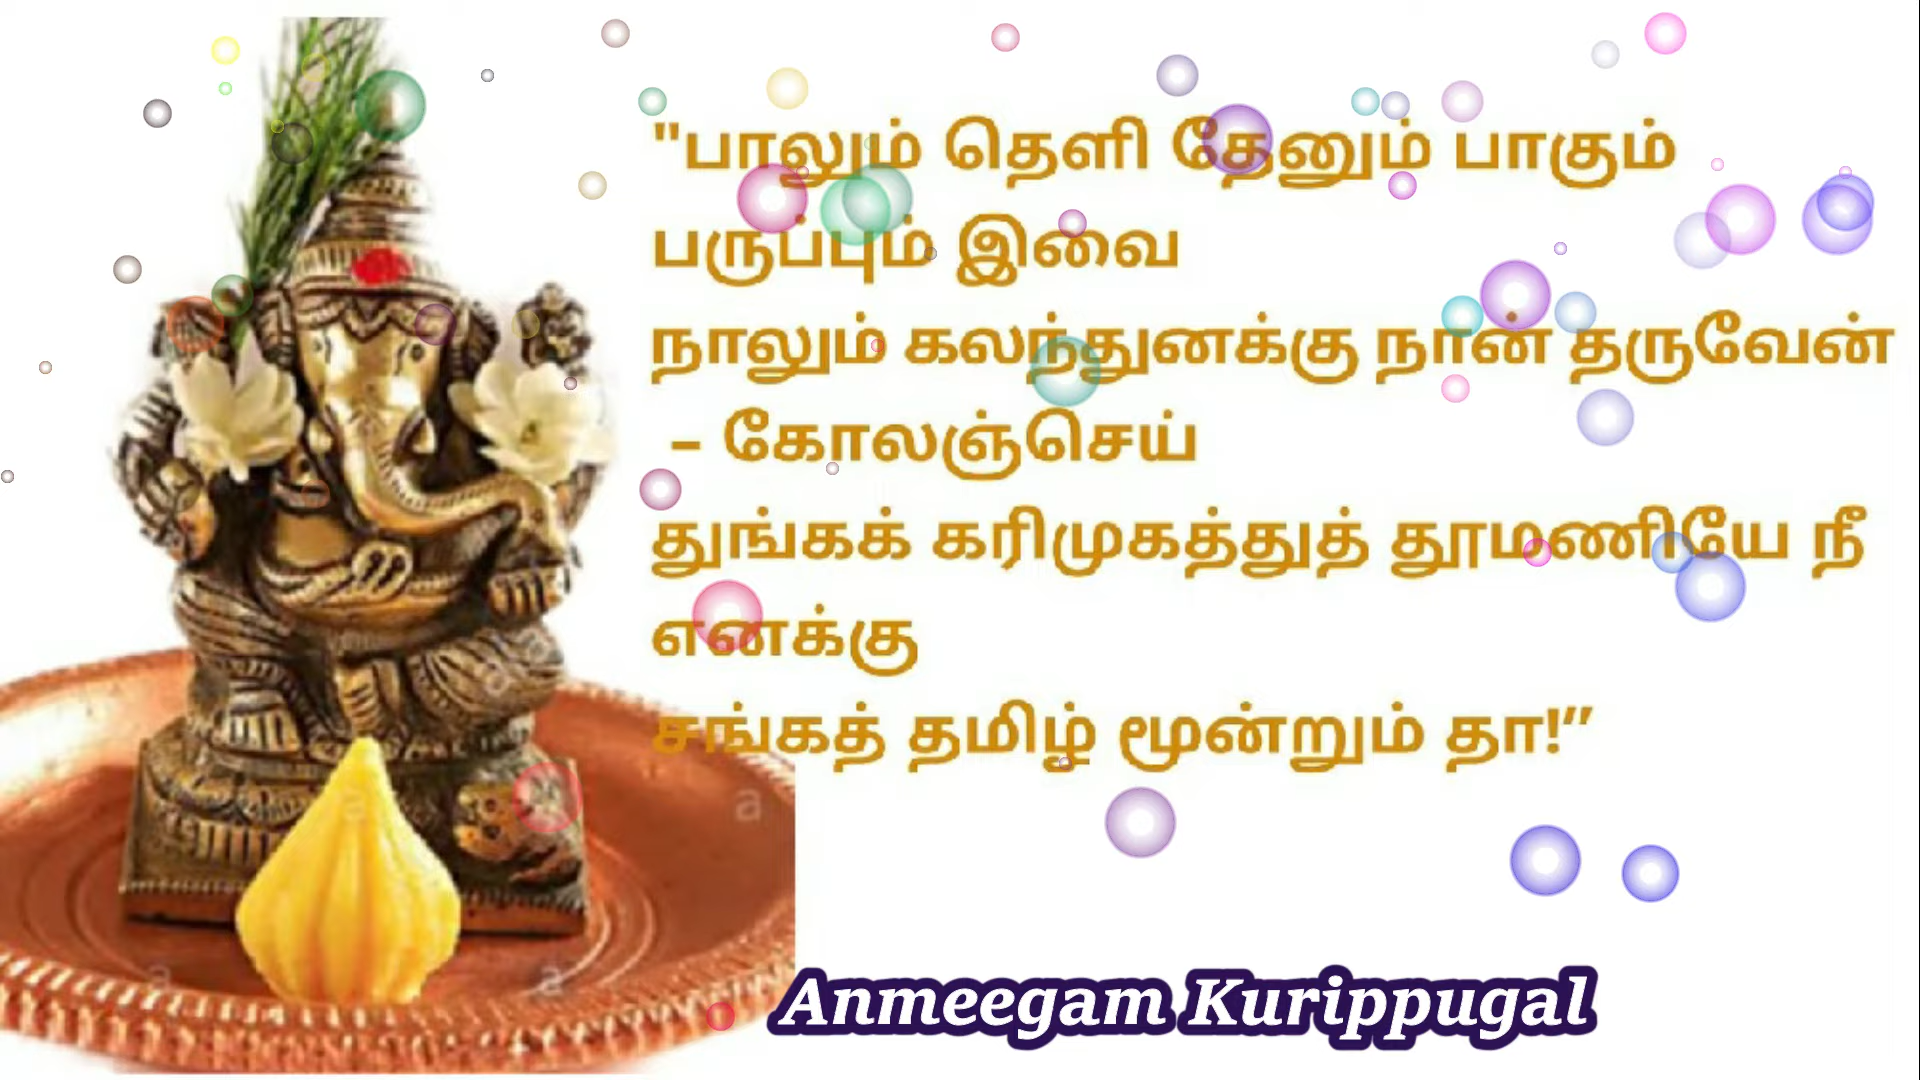 "பாலும் தெளி தேனும் பாகும்
பருப்பும் இவை
நாலும் கலந்துனக்கு நான் தருவேன்
– கோலஞ்செய்
துங்கக் கரிமுகத்துத் தூமணியே நீ
எனக்கு
சங்கத் தமிழ் மூன்றும் தா!”
Anmeegam Kurippugal